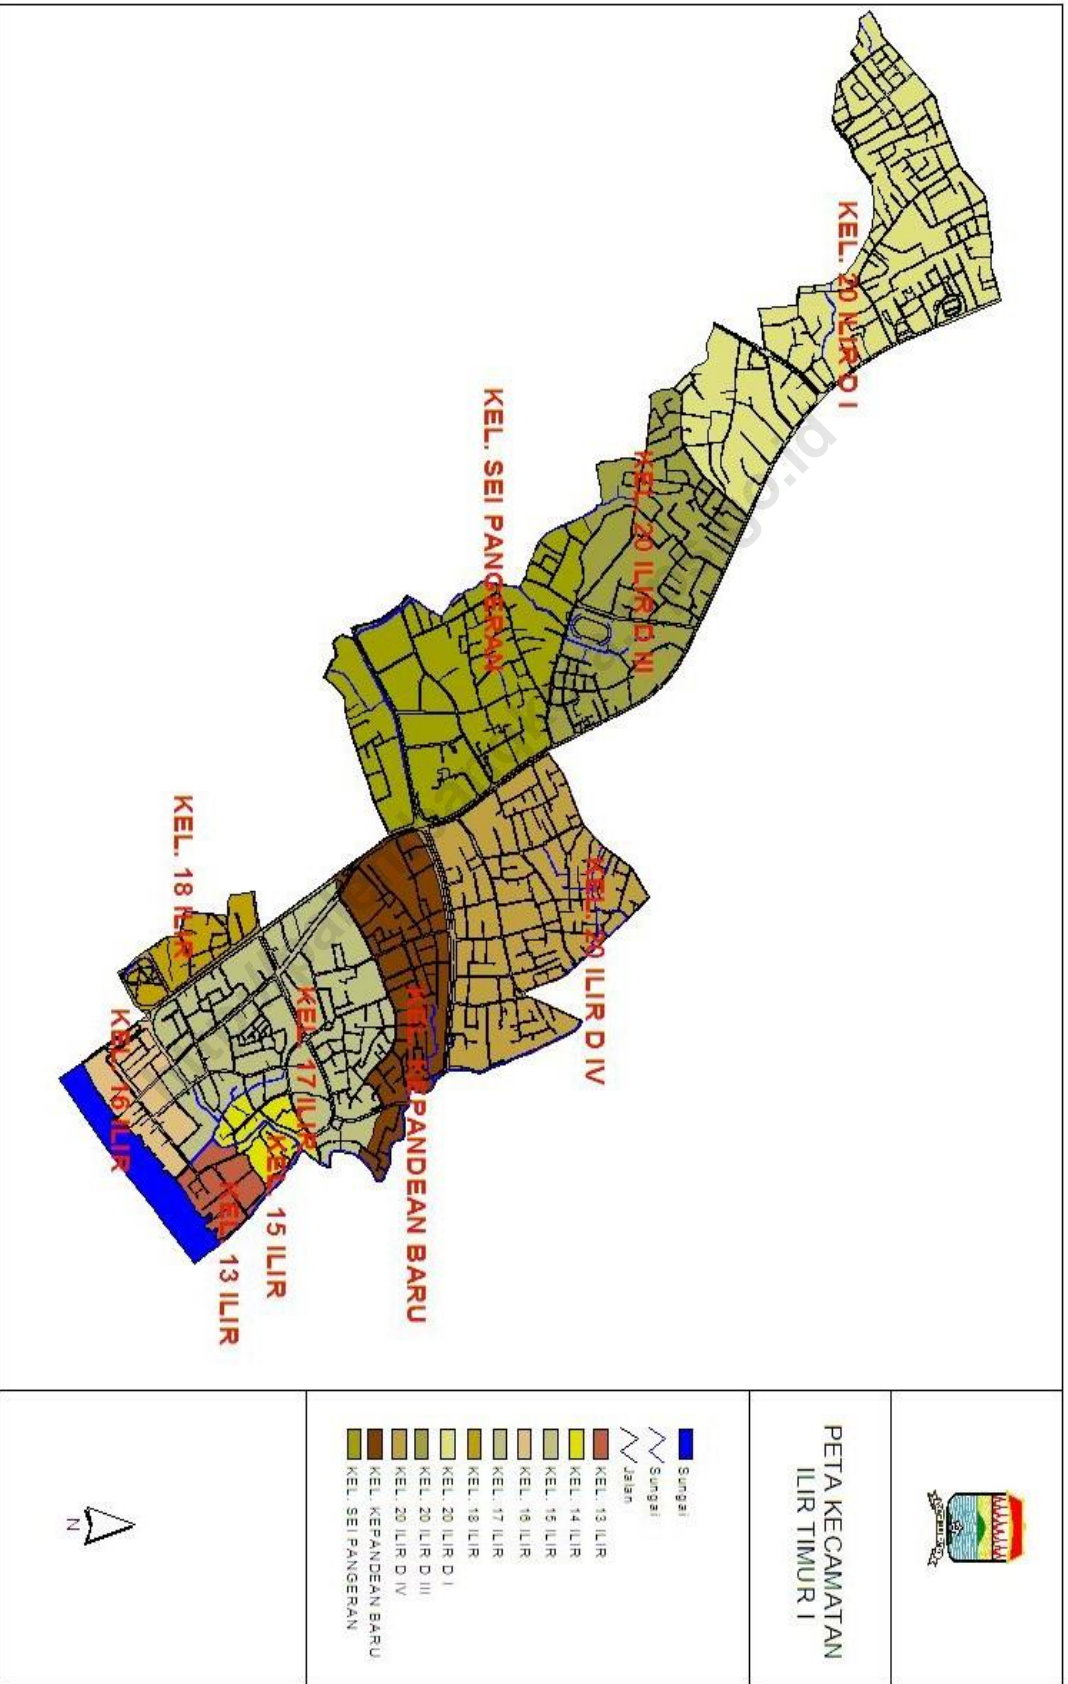 PETA KECAMATAN
ILIR TIMUR I
Sungai
Sungai
Jalan
KEL. 13 ILIR
KEL. 14 ILIR
KEL. 15 ILIR
KEL. 16 ILIR
KEL. 17 ILIR
KEL. 18 ILIR
KEL. 20 ILIR D I
KEL. 20 ILIR D III
KEL. 20 ILIR D IV
KEL. KEPANDEAN BARU
KEL. SEI PANGERAN
N
KEL. 20 ILIR D I
KEL. 20 ILIR D NI
KEL. SEI PANGERAN
KEL. 20 ILIR D IV
KEL. KEPANDEAN BARU
KEL. 18 ILIR
KEL. 17 ILIR
KEL. 15 ILIR
KEL. 13 ILIR
KEL. 16 ILIR